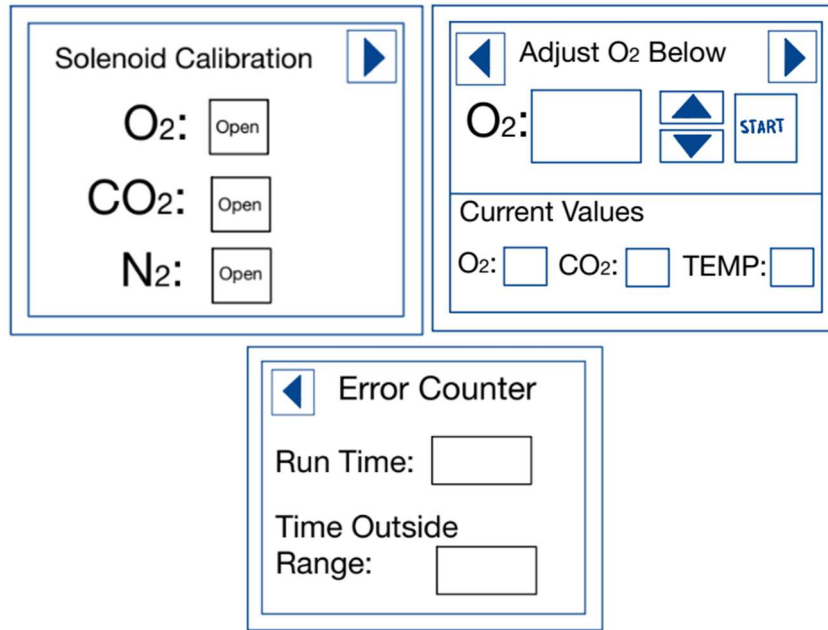 Solenoid Calibration
O2: Open
CO2: Open
N2: Open
Adjust O2 Below
O2: START
Current Values
O2: CO2: TEMP:
Error Counter
Run Time:
Time Outside
Range: